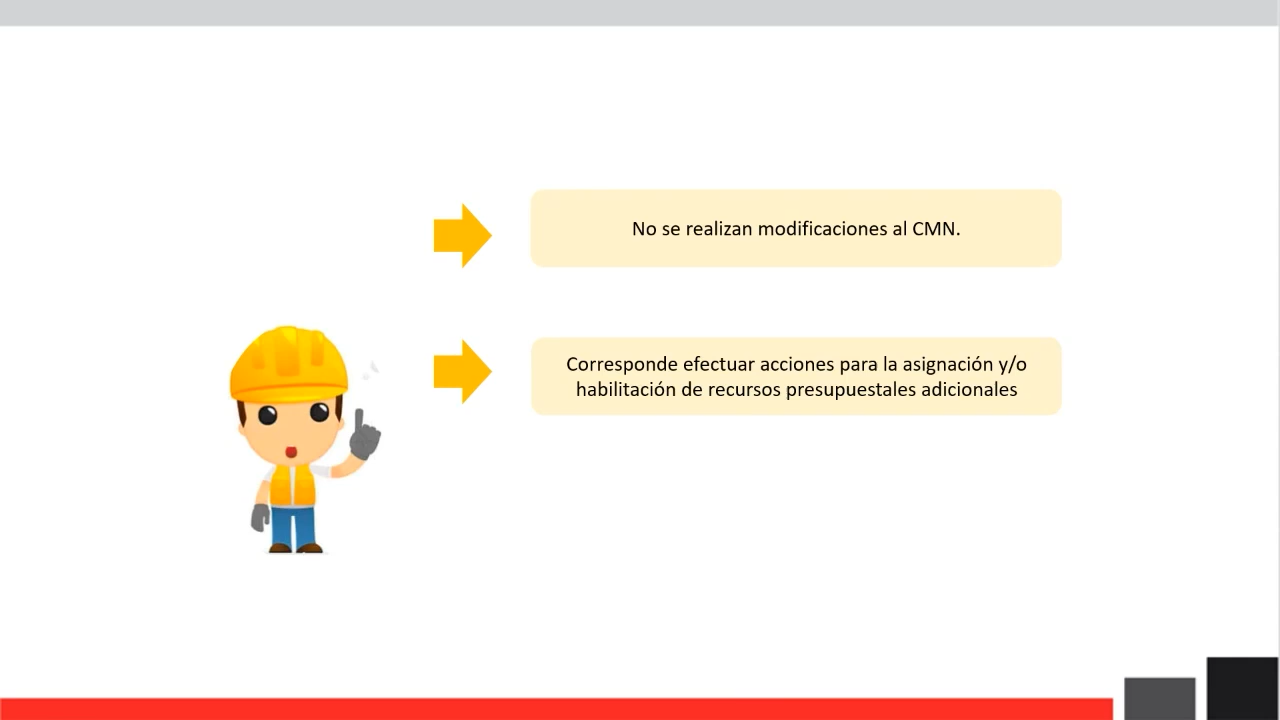 No se realizan modificaciones al CMN.
Corresponde efectuar acciones para la asignación y/o
habilitación de recursos presupuestales adicionales